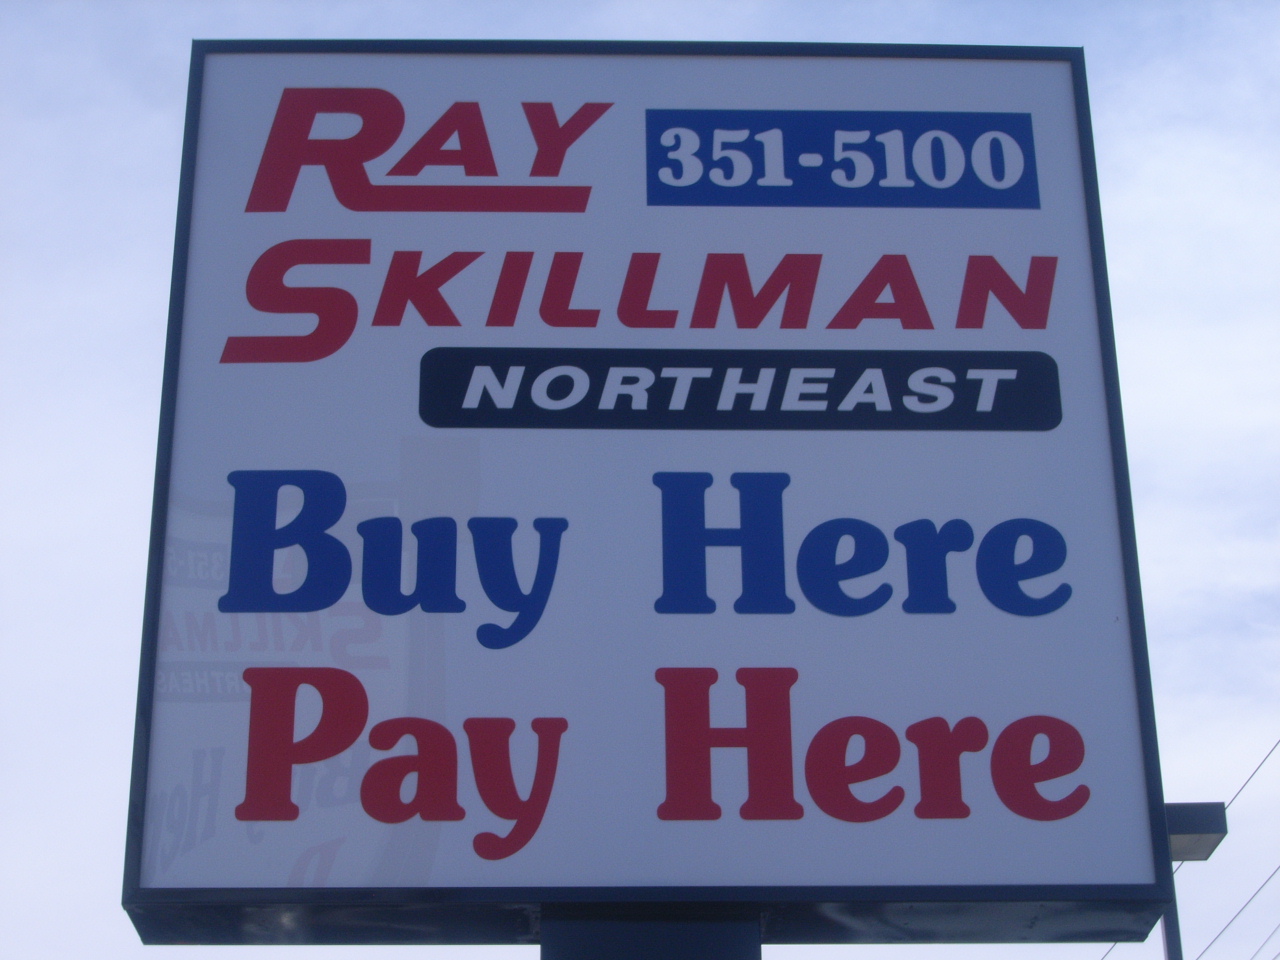 RAY 351-5100
SKILLMAN
NORTHEAST
Buy Here
Pay Here